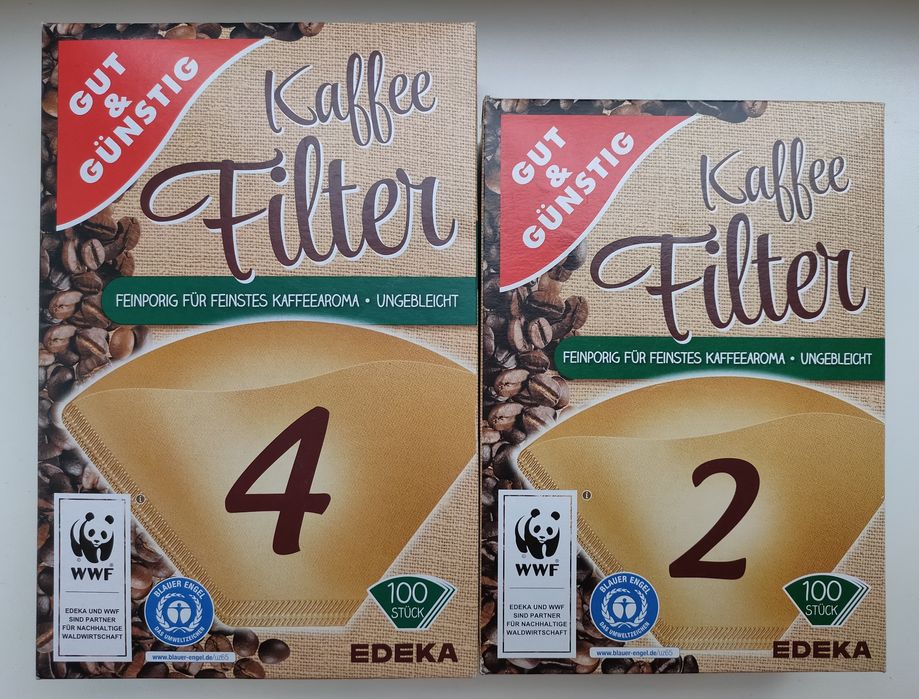 GUT
&
GÜNSTIG
Kaffee
Filter
FEINPORIG FÜR FEINSTES KAFFEEAROMA • UNGEBLEICHT
4
WWF
EDEKA UND WWF
SIND PARTNER
FÜR NACHHALTIGE
WALDWIRTSCHAFT
BLAUER ENGEL
DAS UMWELTZEICHEN
www.blauer-engel.de/uz65
100
STÜCK
EDEKA
GUT
&
GÜNSTIG
Kaffee
Filter
FEINPORIG FÜR FEINSTES KAFFEEAROMA • UNGEBLEICHT
2
WWF
EDEKA UND WWF
SIND PARTNER
FÜR NACHHALTIGE
WALDWIRTSCHAFT
BLAUER ENGEL
DAS UMWELTZEICHEN
www.blauer-engel.de/uz65
100
STÜCK
EDEKA